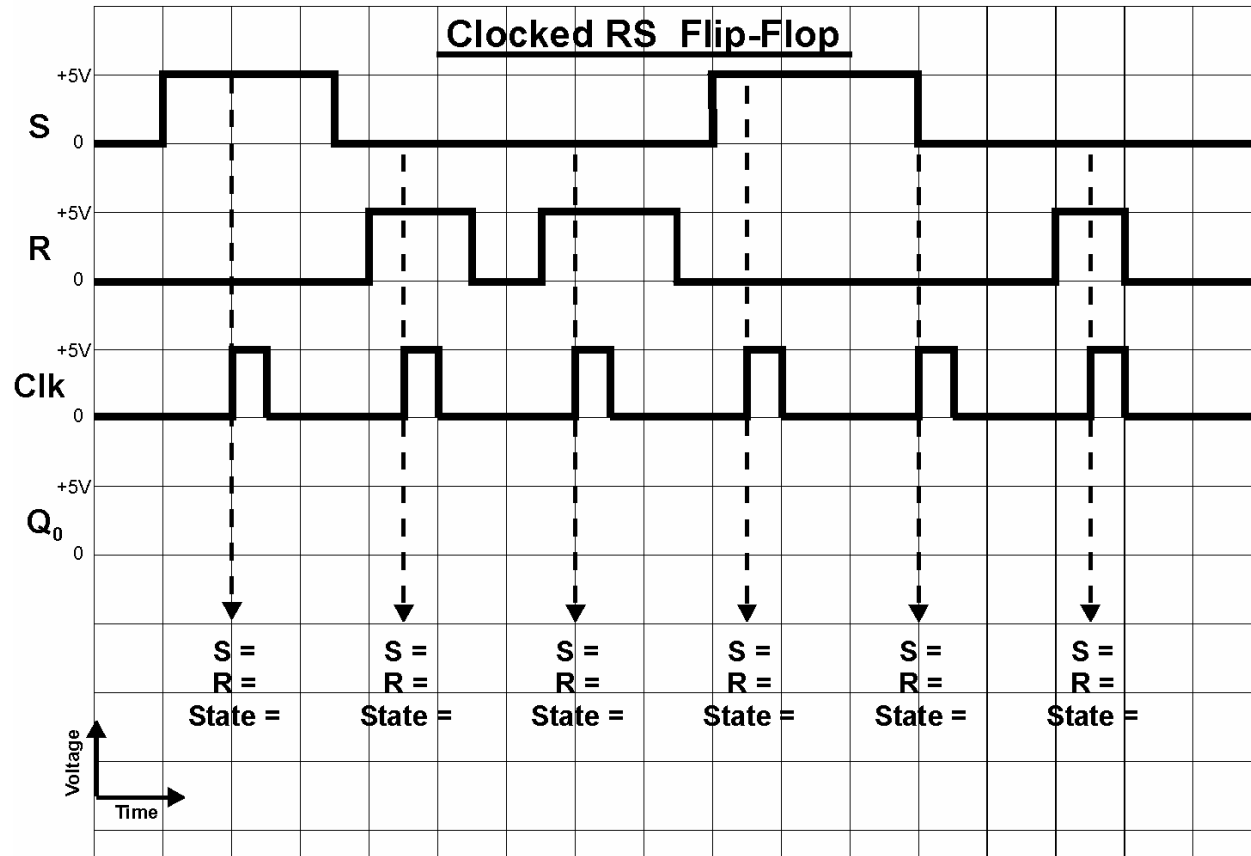 Clocked RS Flip-Flop
+5V
S
0
+5V
R
0
+5V
Clk
0
+5V
Q₀
0
S = S = S = S = S = S =
R = R = R = R = R = R =
State = State = State = State = State = State =
Voltage
Time